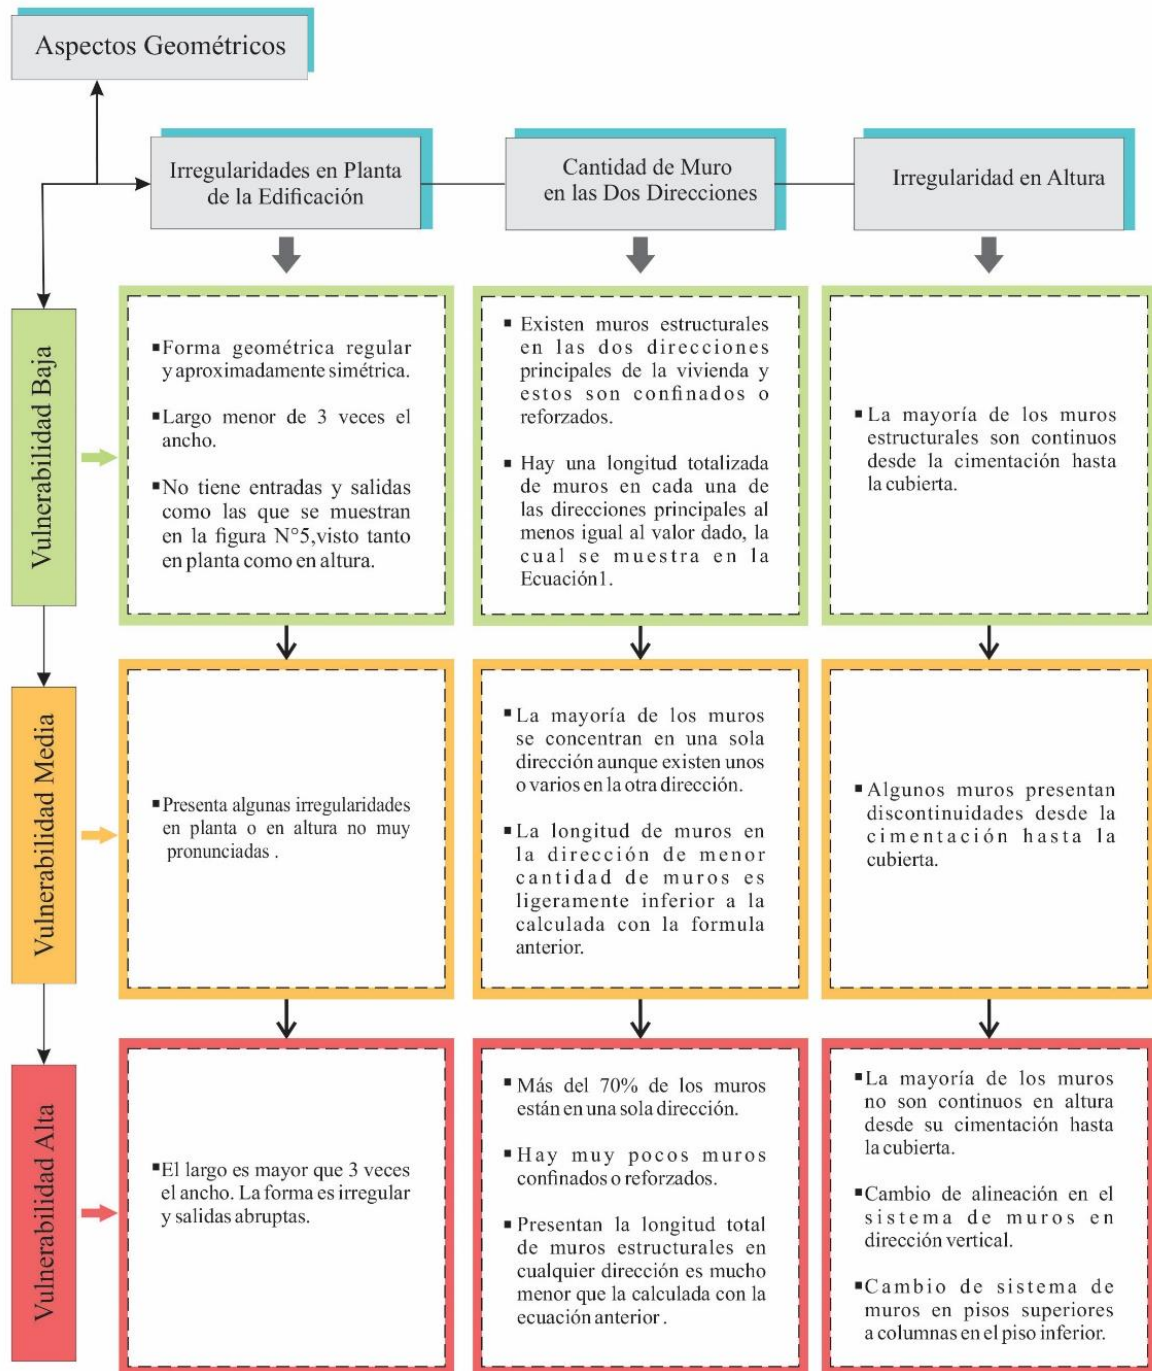 Aspectos Geométricos
Irregularidades en Planta
de la Edificación
Cantidad de Muro
en las Dos Direcciones
Irregularidad en Altura
Vulnerabilidad Baja
▪Forma geométrica regular
y aproximadamente simétrica.
▪Largo menor de 3 veces el
ancho.
▪No tiene entradas y salidas
como las que se muestran
en la figura N°5,visto tanto
en planta como en altura.
▪ Existen muros estructurales
en las dos direcciones
principales de la vivienda y
estos son confinados o
reforzados.
▪ Hay una longitud totalizada
de muros en cada una de
las direcciones principales al
menos igual al valor dado, la
cual se muestra en la
Ecuación1.
▪ La mayoría de los muros
estructurales son continuos
desde la cimentación hasta
la cubierta.
Vulnerabilidad Media
▪ Presenta algunas irregularidades
en planta o en altura no muy
pronunciadas .
▪ La mayoría de los muros
se concentran en una sola
dirección aunque existen unos
o varios en la otra dirección.
▪ La longitud de muros en
la dirección de menor
cantidad de muros es
ligeramente inferior a la
calculada con la formula
anterior.
▪ Algunos muros presentan
discontinuidades desde la
cimentación hasta la
cubierta.
Vulnerabilidad Alta
▪El largo es mayor que 3 veces
el ancho. La forma es irregular
y salidas abruptas.
▪ Más del 70% de los muros
están en una sola dirección.
▪ Hay muy pocos muros
confinados o reforzados.
▪ Presentan la longitud total
de muros estructurales en
cualquier dirección es mucho
menor que la calculada con la
ecuación anterior .
▪La mayoría de los muros
no son continuos en altura
desde su cimentación hasta
la cubierta.
▪Cambio de alineación en el
sistema de muros en
dirección vertical.
▪Cambio de sistema de
muros en pisos superiores
a columnas en el piso inferior.